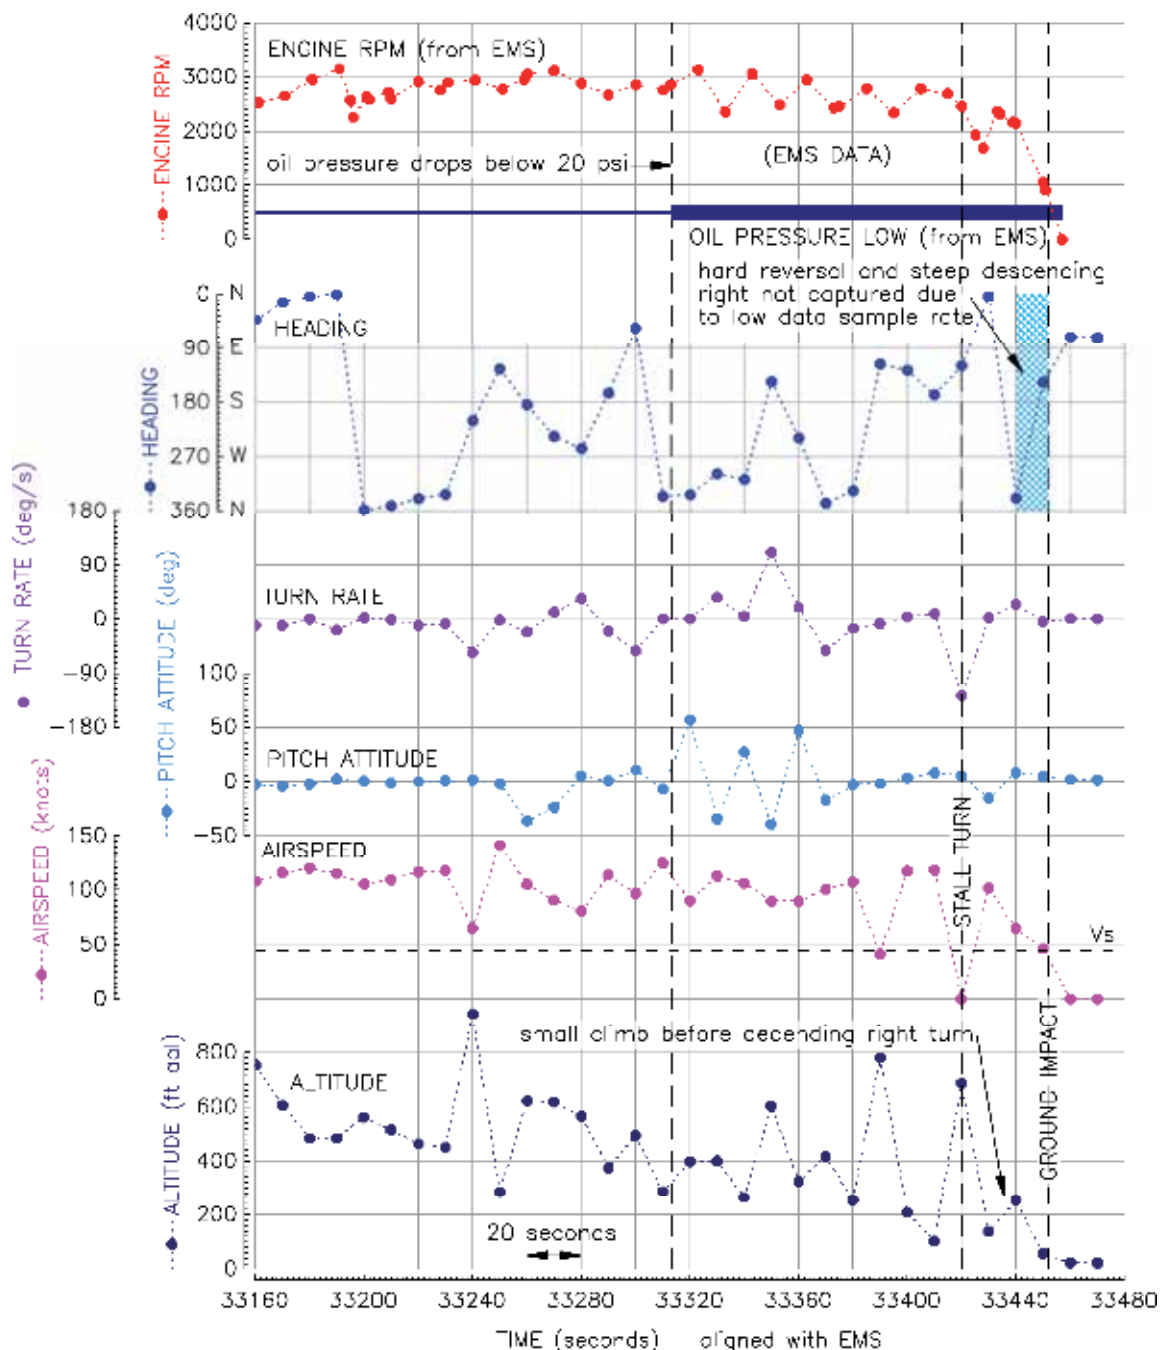 4000
ENGINE RPM (from EMS)
3000
2000
(EMS DATA)
oil pressure drops below 20 psi
1000
0
ENGINE RPM
OIL PRESSURE LOW (from EMS)
hard reversal and steep descencing
right not captured due
to low data sample rate
C N
HEADING
90 E
180 S
270 W
360 N
HEADING
180
90
TURN RATE
0
-90
-180
TURN RATE (deg/s)
100
50
PITCH ATTITUDE
0
-50
PITCH ATTITUDE (deg)
150
AIRSPEED
100
50
Vs
0
AIRSPEED (knots)
STALL TURN
GROUND IMPACT
small climb before decending right turn
800
ALTITUDE
600
400
200
20 seconds
0
ALTITUDE (ft aal)
33160 33200 33240 33280 33320 33360 33400 33440 33480
TIME (seconds) aligned with EMS